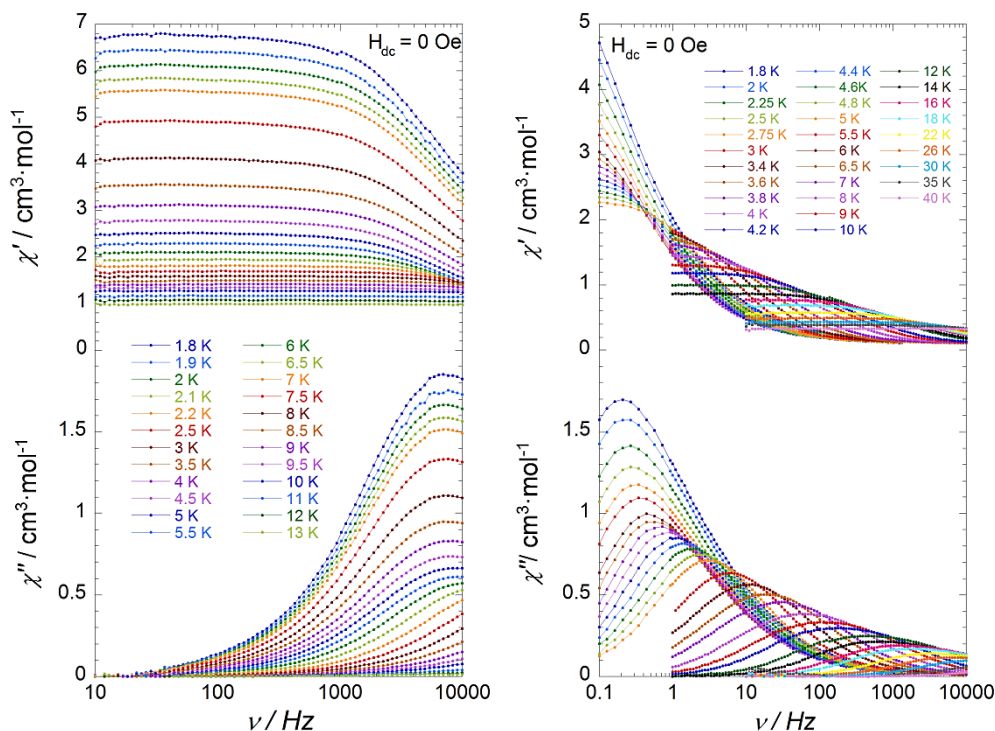 7
6
5
4
3
2
1
0
χ′ / cm³·mol⁻¹
H_dc = 0 Oe
1.8 K
1.9 K
2 K
2.1 K
2.2 K
2.5 K
3 K
3.5 K
4 K
4.5 K
5 K
5.5 K
6 K
6.5 K
7 K
7.5 K
8 K
8.5 K
9 K
9.5 K
10 K
11 K
12 K
13 K
1.5
1
0.5
0
χ″ / cm³·mol⁻¹
10
100
1000
10000
ν / Hz
5
4
3
2
1
0
χ′ / cm³·mol⁻¹
H_dc = 0 Oe
1.8 K
2 K
2.25 K
2.5 K
2.75 K
3 K
3.4 K
3.6 K
3.8 K
4 K
4.2 K
4.4 K
4.6K
4.8 K
5 K
5.5 K
6 K
6.5 K
7 K
8 K
9 K
10 K
12 K
14 K
16 K
18 K
22 K
26 K
30 K
35 K
40 K
1.5
1
0.5
0
χ″/ cm³·mol⁻¹
0.1
1
10
100
1000
10000
ν / Hz